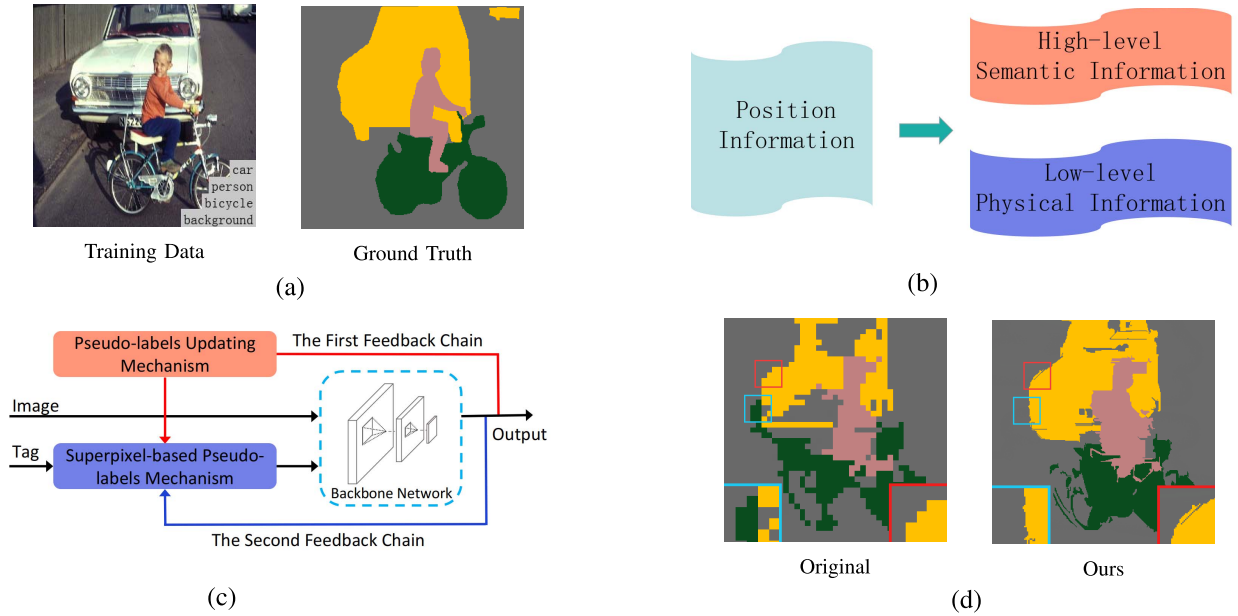 car
person
bicycle
background
Training Data
Ground Truth
(a)
Position
Information
High-level
Semantic Information
Low-level
Physical Information
(b)
Pseudo-labels Updating
Mechanism
The First Feedback Chain
Image
Tag
Superpixel-based Pseudo-
labels Mechanism
Backbone Network
Output
The Second Feedback Chain
(c)
Original
Ours
(d)